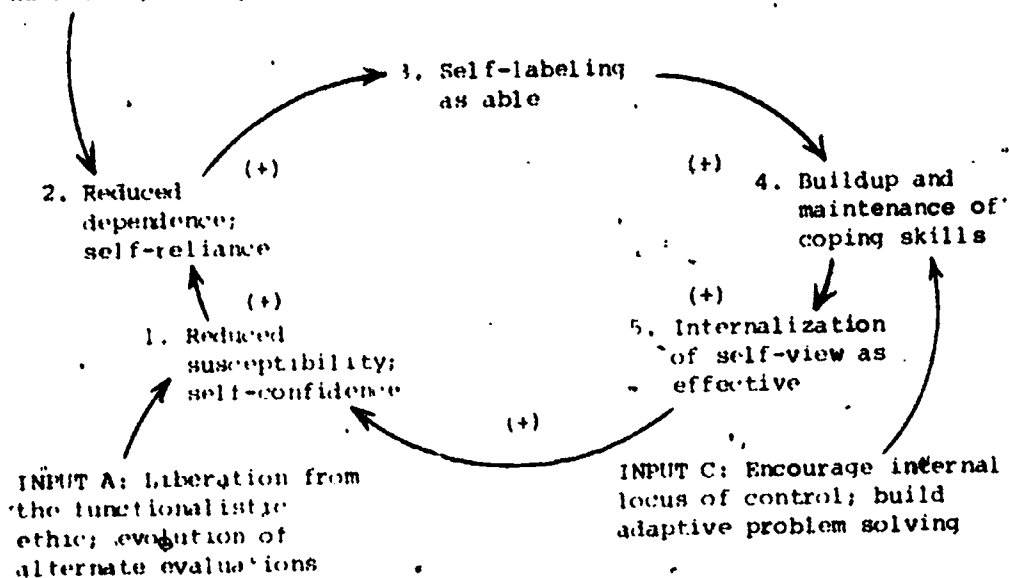 3. Self-labeling
as able
(+)
(+)
2. Reduced
dependence;
self-reliance
4. Buildup and
maintenance of
coping skills
(+)
(+)
1. Reduced
susceptibility;
self-confidence
5. Internalization
of self-view as
effective
(+)
INPUT A: Liberation from
the functionalistic
ethic; evolution of
alternate evaluations
INPUT C: Encourage internal
locus of control; build
adaptive problem solving